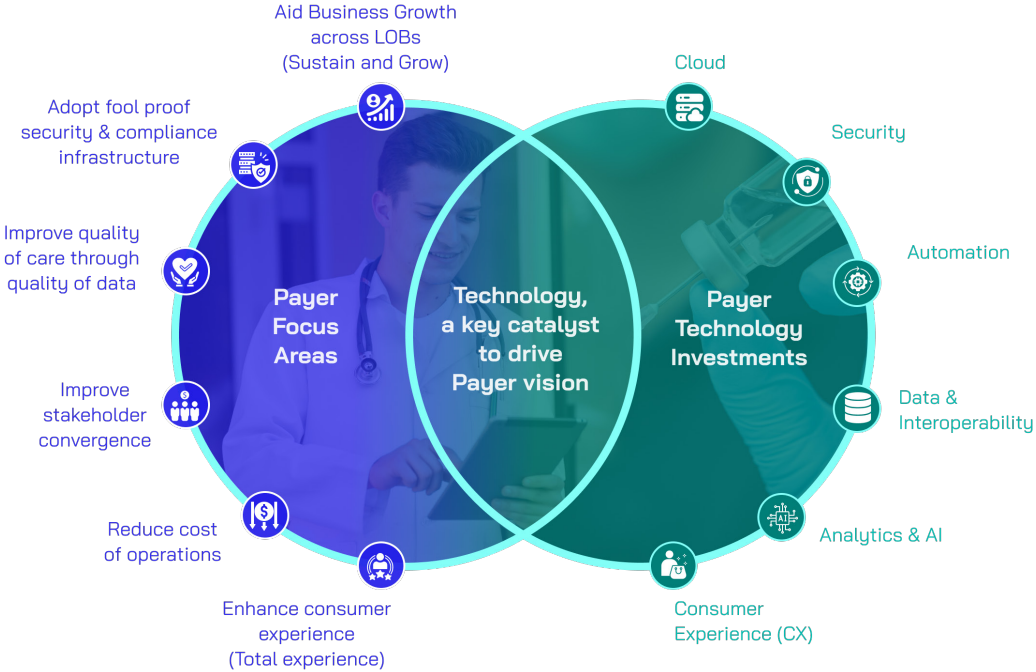 Aid Business Growth
across LOBs
(Sustain and Grow)
Adopt fool proof
security & compliance
infrastructure
Improve quality
of care through
quality of data
Improve
stakeholder
convergence
Reduce cost
of operations
Enhance consumer
experience
(Total experience)
Payer
Focus
Areas
Technology,
a key catalyst
to drive
Payer vision
Payer
Technology
Investments
Cloud
Security
Automation
Data &
Interoperability
Analytics & AI
AI
Consumer
Experience (CX)